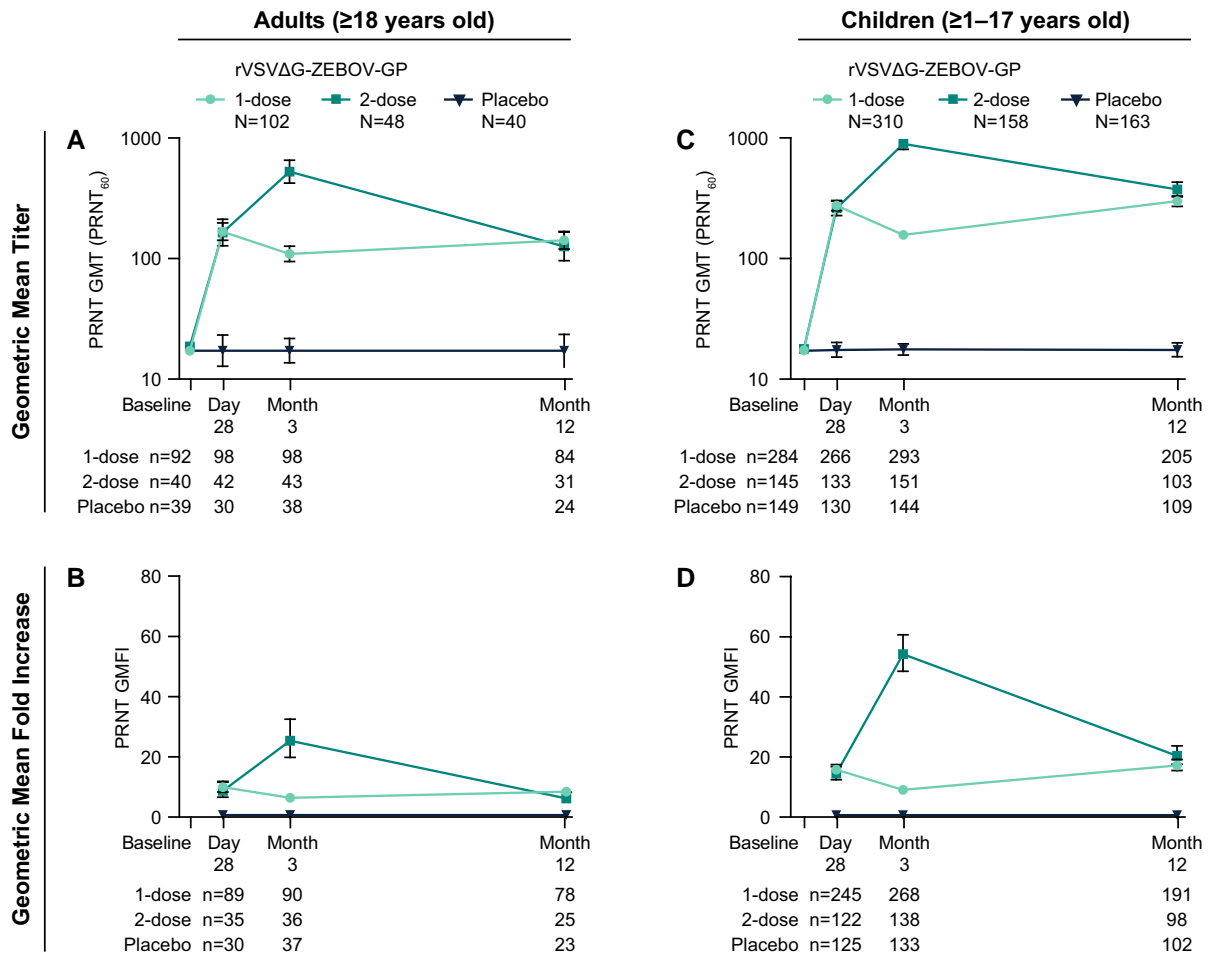 Adults (≥18 years old)
rVSVΔG-ZEBOV-GP
1-dose 2-dose Placebo
N=102 N=48 N=40
Children (≥1–17 years old)
rVSVΔG-ZEBOV-GP
1-dose 2-dose Placebo
N=310 N=158 N=163
Geometric Mean Titer
A
PRNT GMT (PRNT60)
1000
100
10
Baseline Day Month Month
28 3 12
1-dose n=92 98 98 84
2-dose n=40 42 43 31
Placebo n=39 30 38 24
C
PRNT GMT (PRNT60)
1000
100
10
Baseline Day Month Month
28 3 12
1-dose n=284 266 293 205
2-dose n=145 133 151 103
Placebo n=149 130 144 109
Geometric Mean Fold Increase
B
PRNT GMFI
80
60
40
20
0
Baseline Day Month Month
28 3 12
1-dose n=89 90 78
2-dose n=35 36 25
Placebo n=30 37 23
D
PRNT GMFI
80
60
40
20
0
Baseline Day Month Month
28 3 12
1-dose n=245 268 191
2-dose n=122 138 98
Placebo n=125 133 102